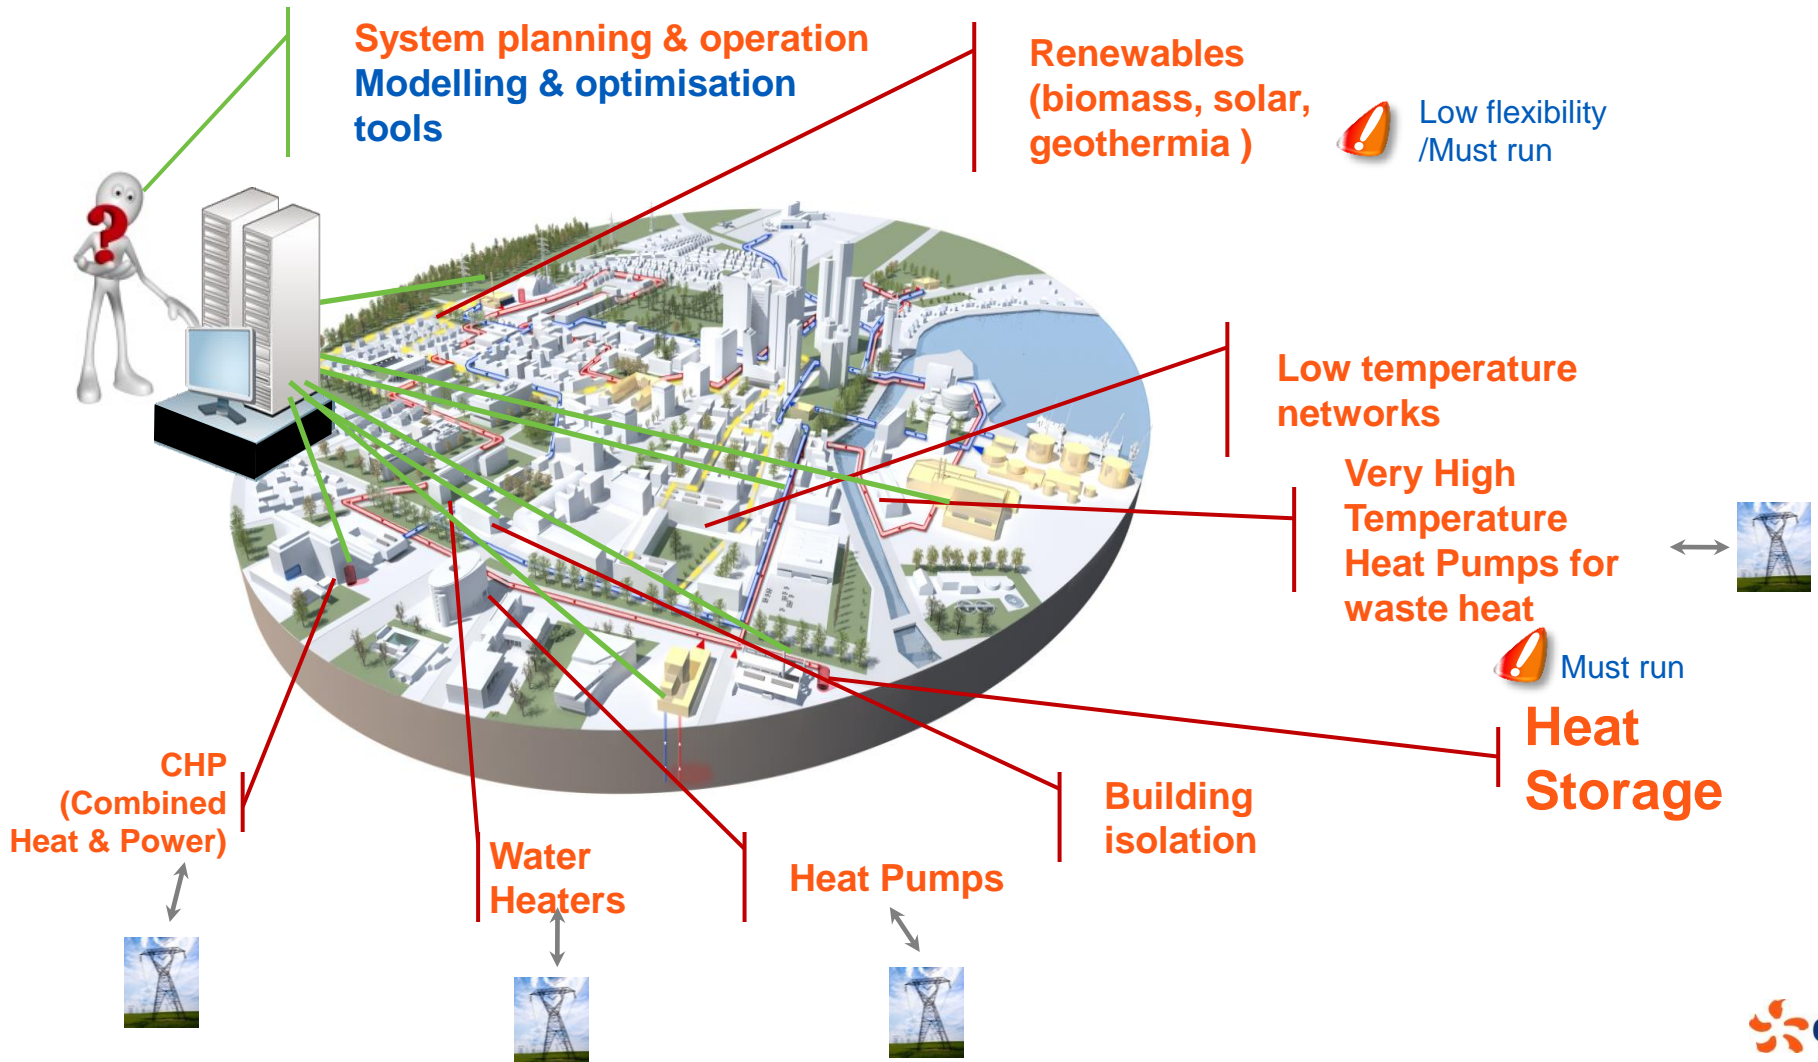 System planning & operation
Modelling & optimisation
tools
Renewables
(biomass, solar,
geothermia )
Low flexibility
/Must run
Low temperature
networks
Very High
Temperature
Heat Pumps for
waste heat
Must run
Heat
Storage
Building
isolation
Heat Pumps
Water
Heaters
CHP
(Combined
Heat & Power)